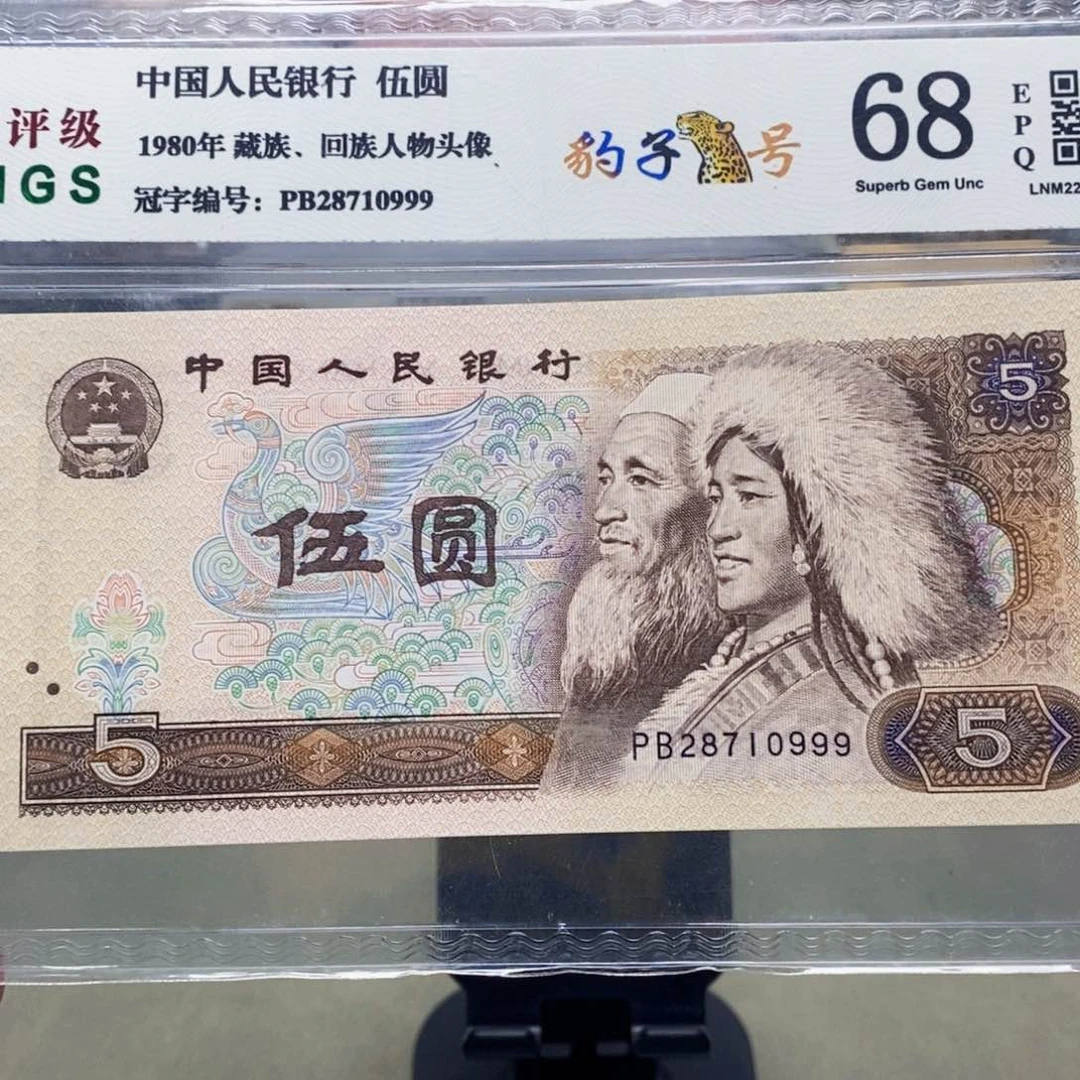 评级
GS
中国人民银行 伍圆
1980年 藏族、回族人物头像
冠字编号：PB28710999
豹子号
68
Superb Gem Unc
E
P
Q
LNM22
中国人民银行
5
伍圆
PB28710999
5
5